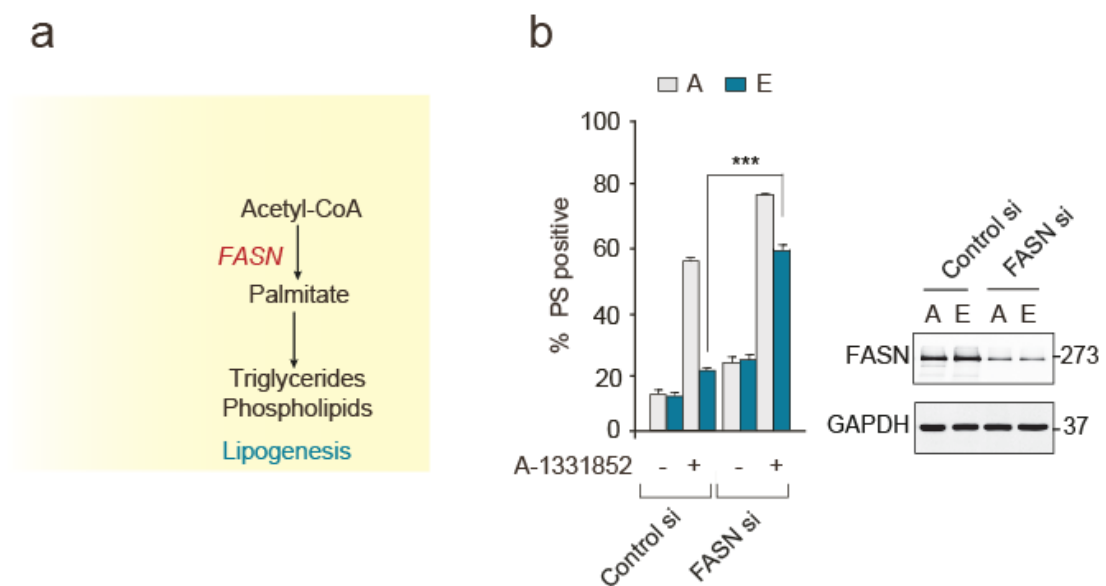 a
Acetyl-CoA
FASN
Palmitate
Triglycerides
Phospholipids
Lipogenesis
b
A E
100
80
60
40
20
0
% PS positive
***
A-1331852 - + - +
Control si FASN si
Control si FASN si
A E A E
FASN -273
GAPDH -37